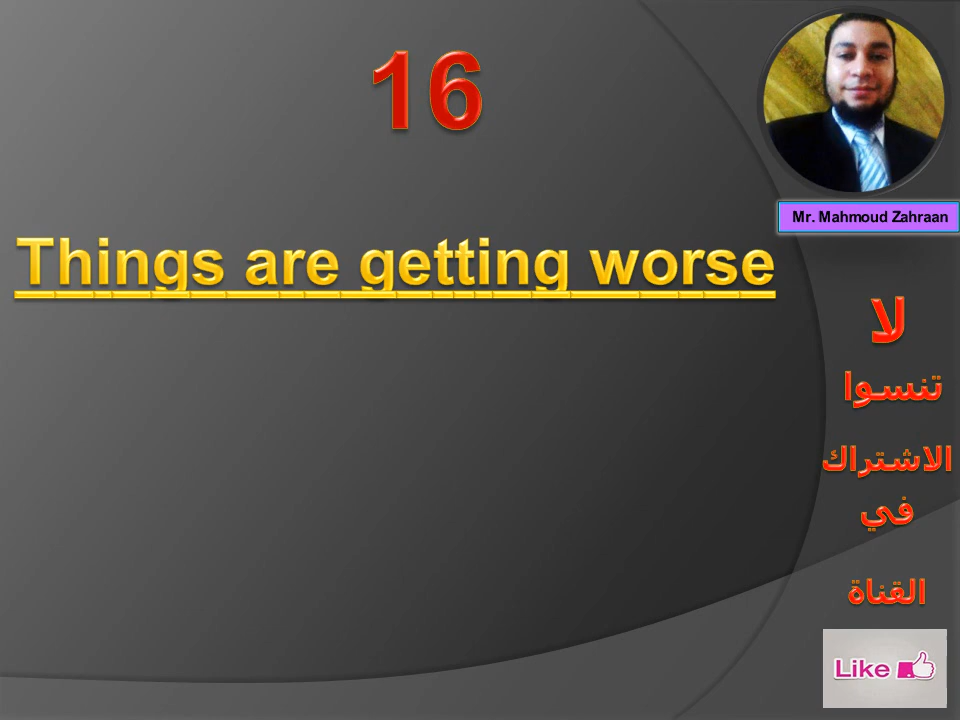 16
Mr. Mahmoud Zahraan
Things are getting worse
لا
تنسوا
الاشتراك
في
القناة
Like